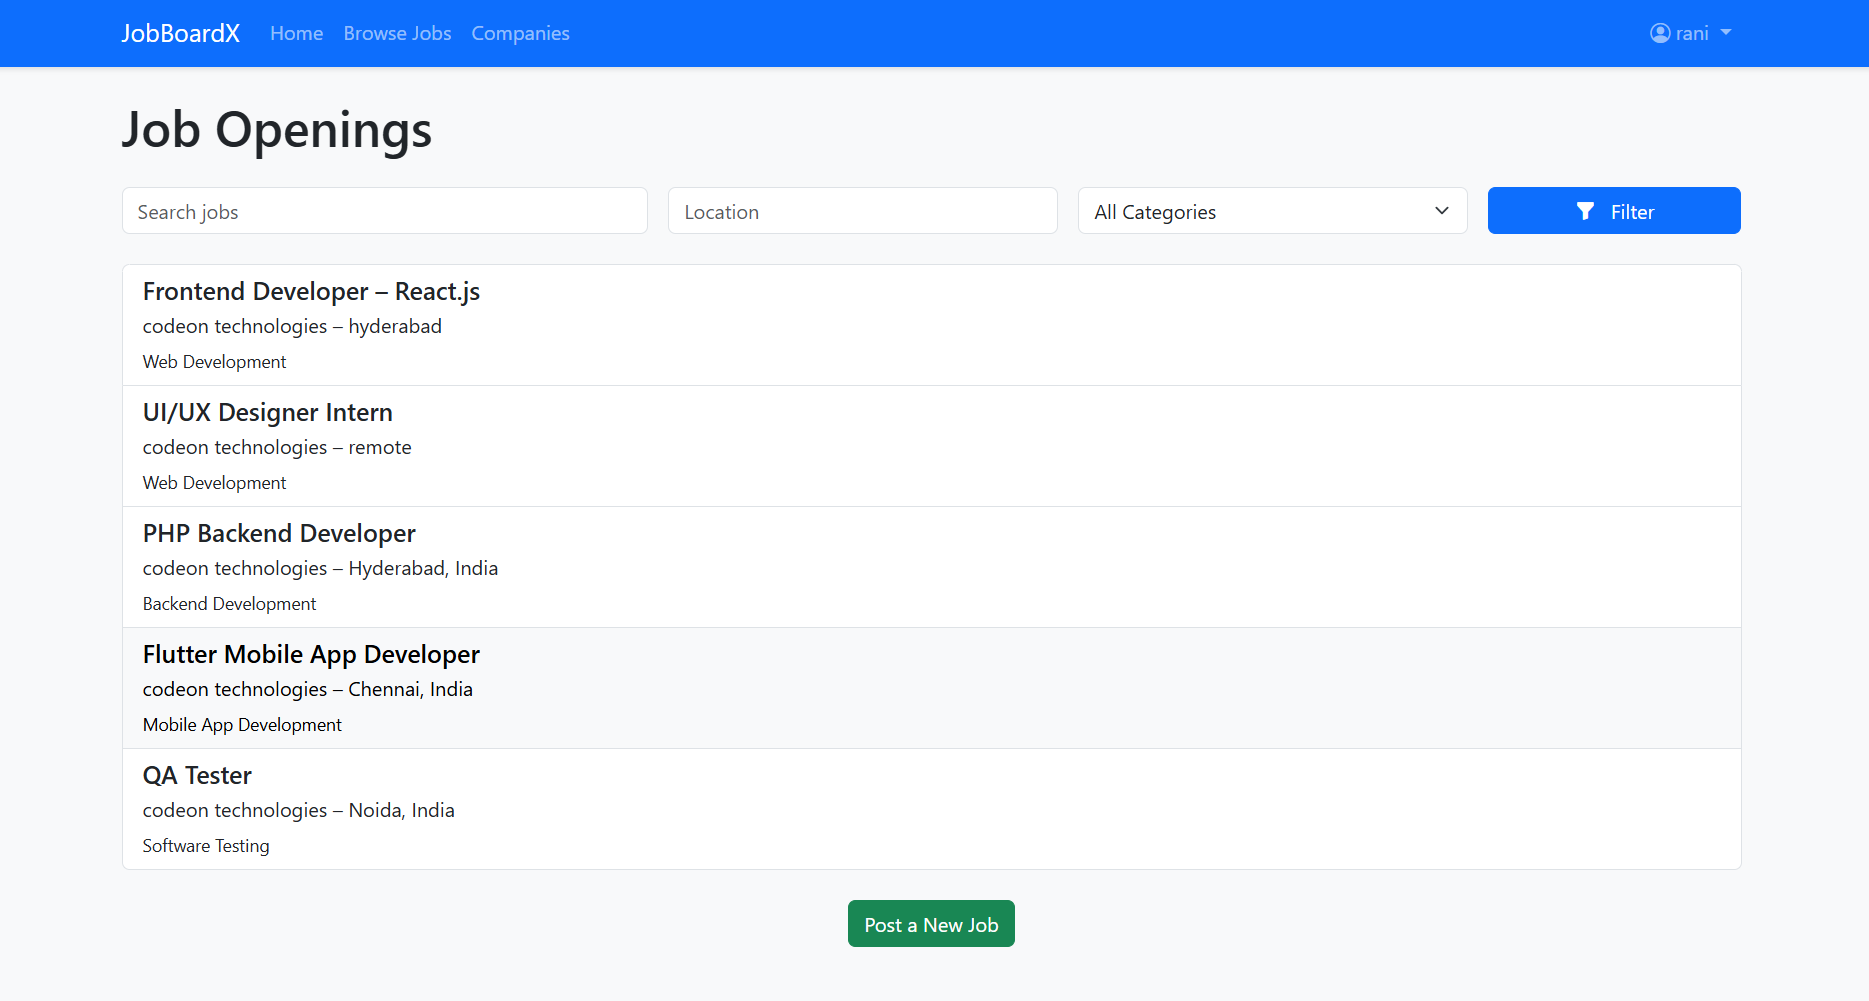 JobBoardX Home Browse Jobs Companies rani
Job Openings
Search jobs Location All Categories Filter
Frontend Developer – React.js
codeon technologies – hyderabad
Web Development
UI/UX Designer Intern
codeon technologies – remote
Web Development
PHP Backend Developer
codeon technologies – Hyderabad, India
Backend Development
Flutter Mobile App Developer
codeon technologies – Chennai, India
Mobile App Development
QA Tester
codeon technologies – Noida, India
Software Testing
Post a New Job